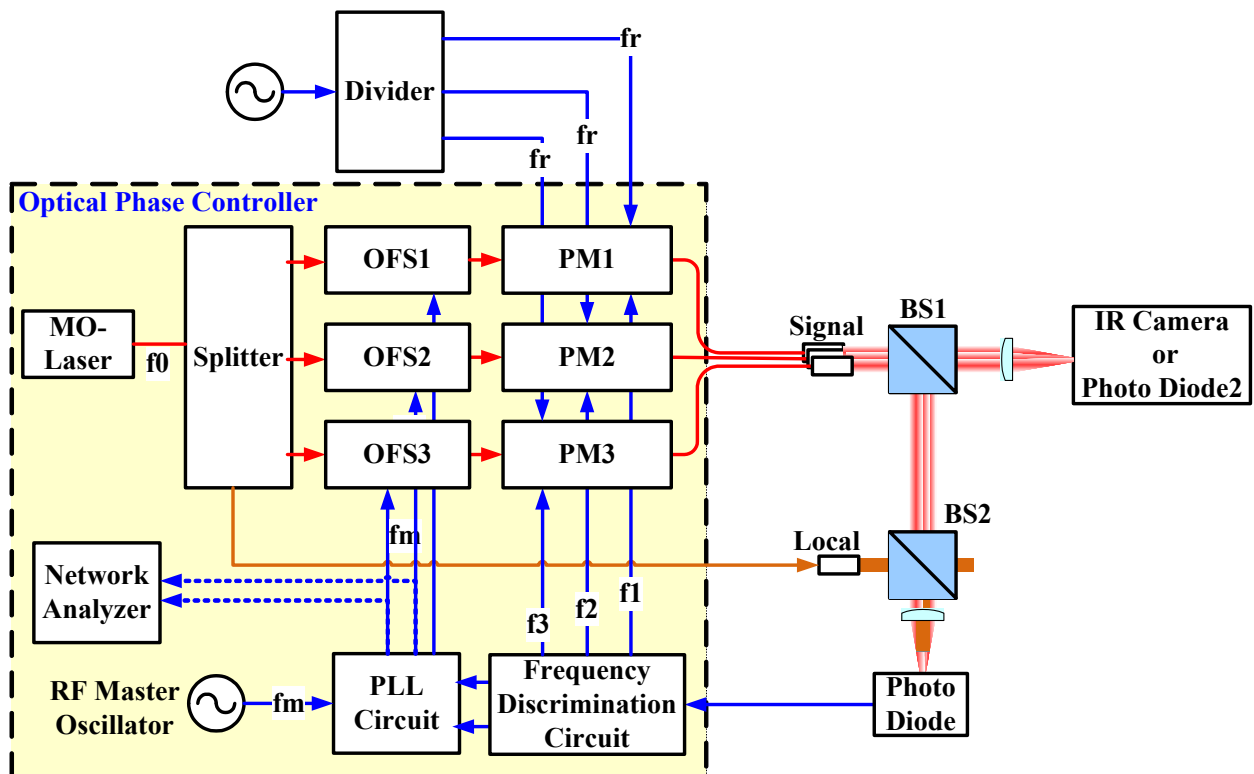 fr
Divider
fr
fr
Optical Phase Controller
OFS1
PM1
BS1
IR Camera
or
Photo Diode2
MO-
Laser
f0
Splitter
OFS2
PM2
Signal
OFS3
PM3
BS2
fm
Local
Network
Analyzer
f3
f2
f1
RF Master
Oscillator
fm
PLL
Circuit
Frequency
Discrimination
Circuit
Photo
Diode